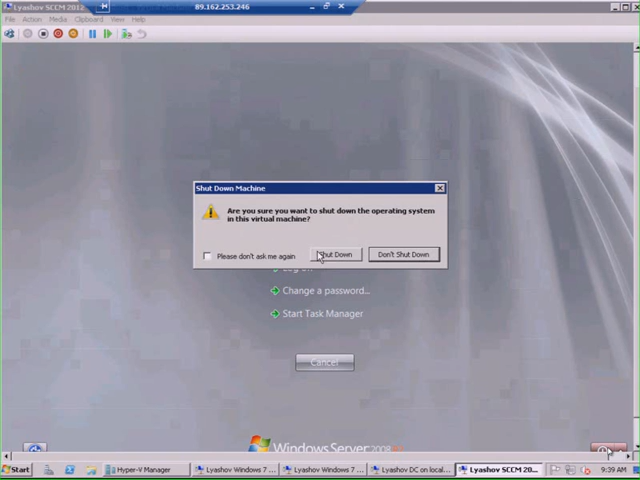 Lyashov SCCM 2012
89.162.253.246
File Action Media Clipboard View Help
Shut Down Machine
Are you sure you want to shut down the operating system
in this virtual machine?
Please don't ask me again
Shut Down
Don't Shut Down
Change a password...
Start Task Manager
Cancel
Windows Server 2008
Start
Hyper-V Manager
Lyashov Windows 7 ...
Lyashov Windows 7 ...
Lyashov DC on local...
Lyashov SCCM 20...
9:39 AM